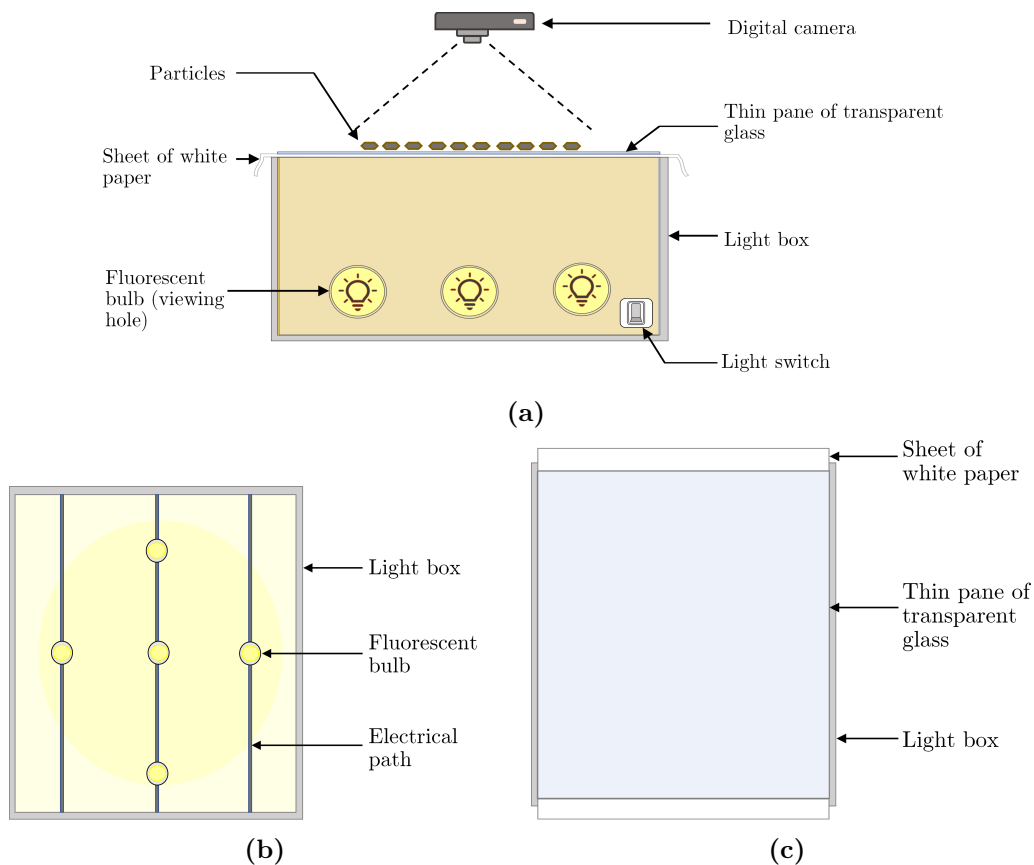 Digital camera
Particles
Thin pane of transparent
glass
Sheet of white
paper
Light box
Fluorescent
bulb (viewing
hole)
Light switch
(a)
Sheet of
white paper
Light box
Thin pane of
transparent
glass
Fluorescent
bulb
Electrical
path
Light box
(b)
(c)